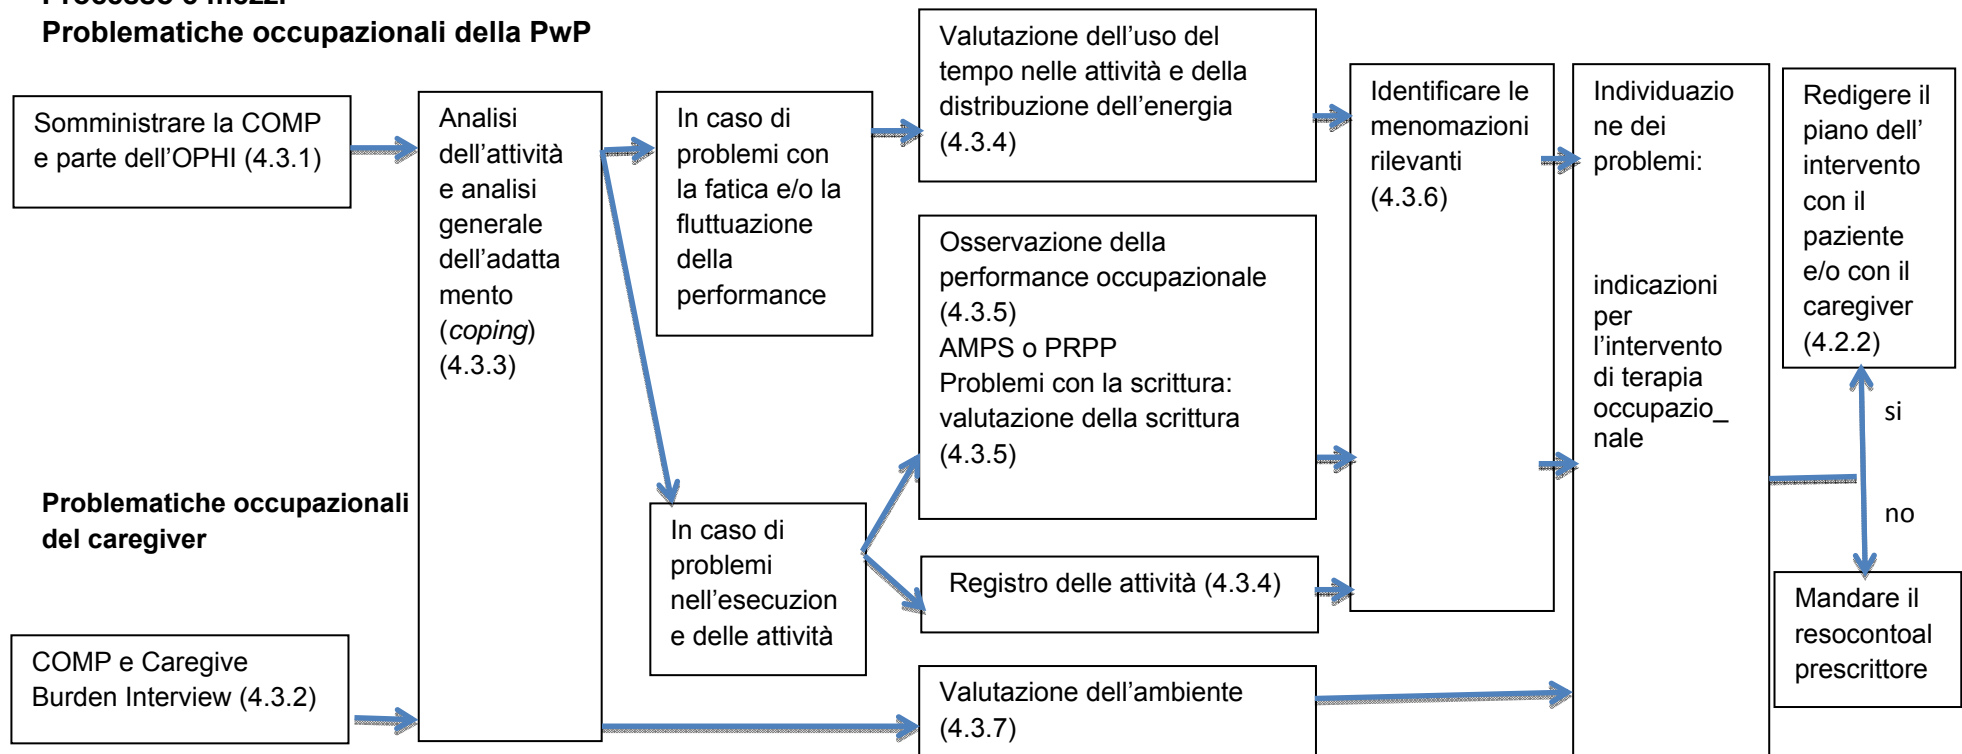 Processo e mezzi
Problematiche occupazionali della PwP
Somministrare la COMP
e parte dell’OPHI (4.3.1)
Problematiche occupazionali
del caregiver
COMP e Caregive
Burden Interview (4.3.2)
Analisi
dell’attività
e analisi
generale
dell’adatta
mento
(coping)
(4.3.3)
In caso di
problemi con
la fatica e/o la
fluttuazione
della
performance
In caso di
problemi
nell’esecuzion
e delle attività
Valutazione dell’uso del
tempo nelle attività e della
distribuzione dell’energia
(4.3.4)
Osservazione della
performance occupazionale
(4.3.5)
AMPS o PRPP
Problemi con la scrittura:
valutazione della scrittura
(4.3.5)
Registro delle attività (4.3.4)
Valutazione dell’ambiente
(4.3.7)
Identificare le
menomazioni
rilevanti
(4.3.6)
Individuazio
ne dei
problemi:
indicazioni
per
l’intervento
di terapia
occupazio_
nale
Redigere il
piano dell’
intervento
con il
paziente
e/o con il
caregiver
(4.2.2)
si
no
Mandare il
resocontoal
prescrittore